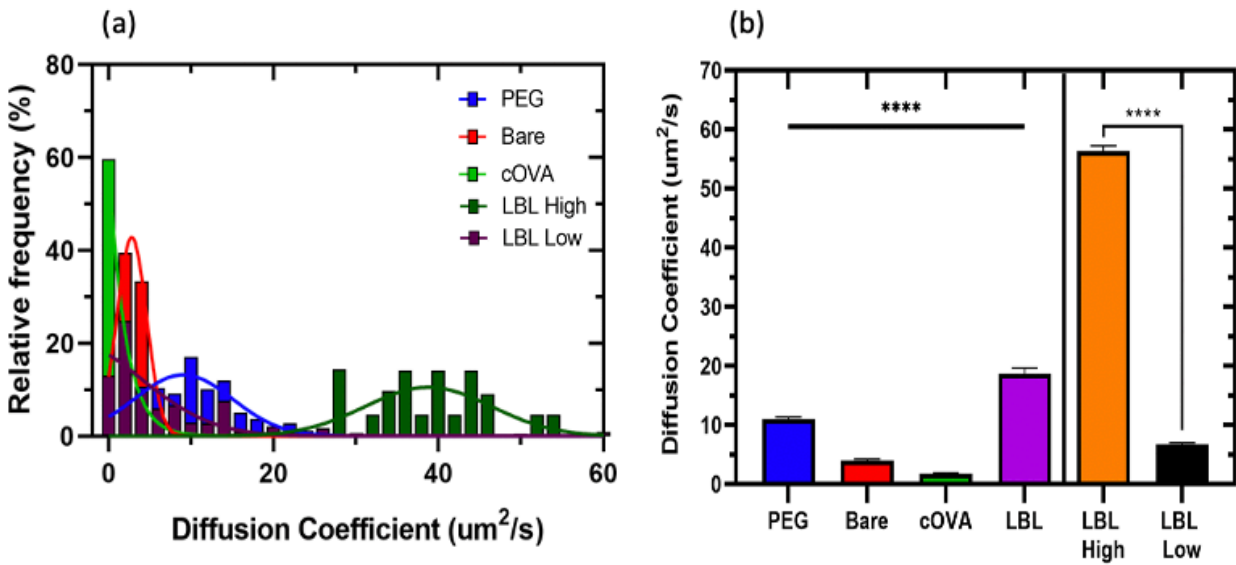 (a)
80
60
40
20
0
Relative frequency (%)
PEG
Bare
cOVA
LBL High
LBL Low
0
20
40
60
Diffusion Coefficient (um²/s)
(b)
70
60
50
40
30
20
10
0
Diffusion Coefficient (um²/s)
****
****
PEG
Bare
cOVA
LBL
LBL High
LBL Low